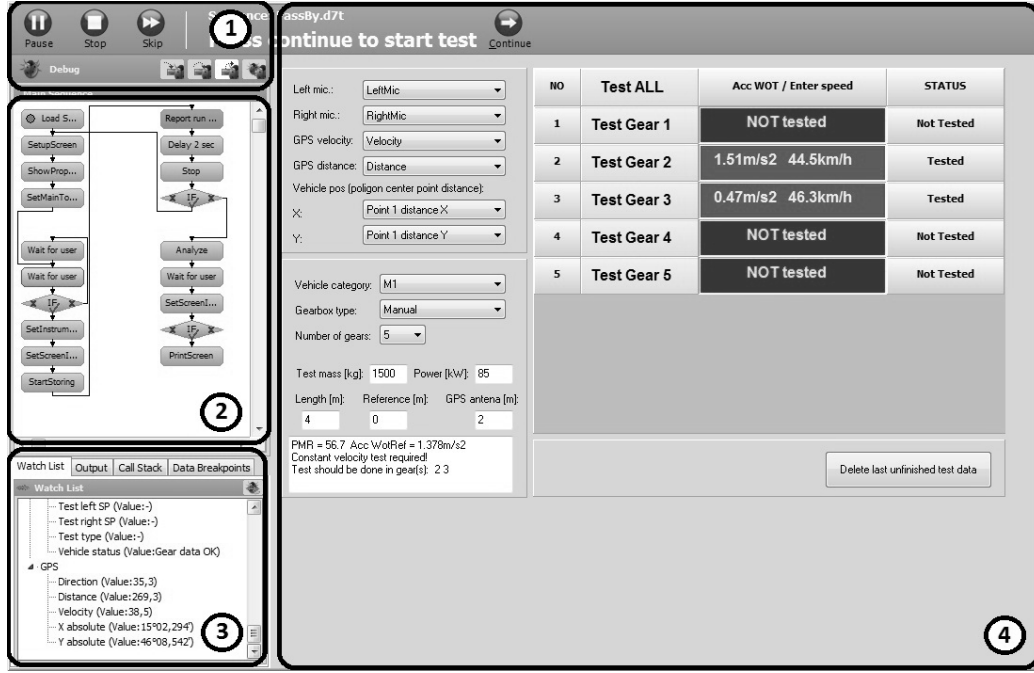 Pause
Stop
Skip
1
assBy.d7t
continue to start test
Continue
Debug
Main Sequence
Load S...
SetupScreen
ShowProp...
SetMainTo...
Wait for user
Wait for user
IF
SetInstrum...
SetScreenI...
StartStoring
Report run ...
Delay 2 sec
Stop
IF
Analyze
Wait for user
SetScreenI...
IF
PrintScreen
2
Watch List Output Call Stack Data Breakpoints
Watch List
Test left SP (Value:-)
Test right SP (Value:-)
Test type (Value:-)
Vehicle status (Value:Gear data OK)
GPS
Direction (Value:35,3)
Distance (Value:269,3)
Velocity (Value:38,5)
X absolute (Value:15°02,294')
Y absolute (Value:46°08,542')
3
Left mic.: LeftMic
Right mic.: RightMic
GPS velocity: Velocity
GPS distance: Distance
Vehicle pos (poligon center point distance):
X: Point 1 distance X
Y: Point 1 distance Y
Vehicle category: M1
Gearbox type: Manual
Number of gears: 5
Test mass [kg]: 1500 Power [kW]: 85
Length [m]: Reference [m]: GPS antena [m]:
4 0 2
PMR = 56.7 Acc WotRef = 1.378m/s2
Constant velocity test required!
Test should be done in gear(s): 2 3
NO Test ALL Acc WOT / Enter speed STATUS
1 Test Gear 1 NOT tested Not Tested
2 Test Gear 2 1.51m/s2 44.5km/h Tested
3 Test Gear 3 0.47m/s2 46.3km/h Tested
4 Test Gear 4 NOT tested Not Tested
5 Test Gear 5 NOT tested Not Tested
Delete last unfinished test data
4